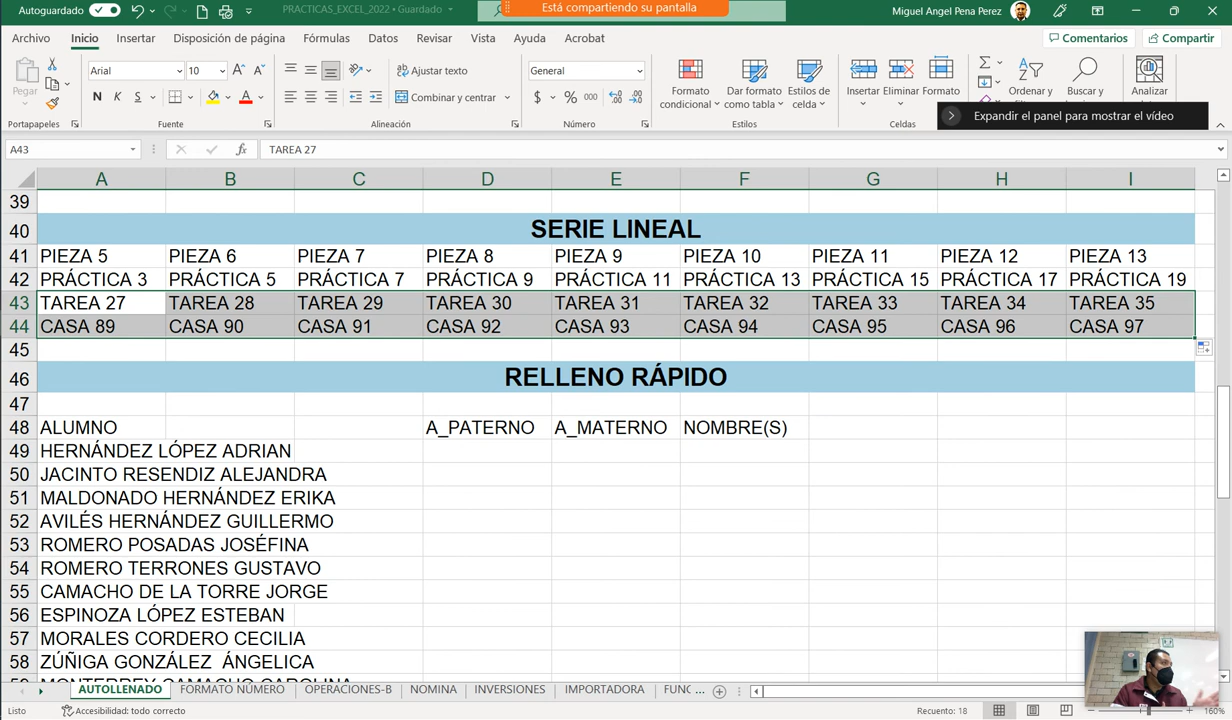 Autoguardado
PRACTICAS_EXCEL_2022 • Guardado
Está compartiendo su pantalla
Miguel Angel Pena Perez
Archivo Inicio Insertar Disposición de página Fórmulas Datos Revisar Vista Ayuda Acrobat
Comentarios Compartir
Pegar
Arial 10
N K S
Ajustar texto
Combinar y centrar
General
$ % 000
Formato condicional
Dar formato como tabla
Estilos de celda
Insertar Eliminar Formato
Ordenar y
Buscar y
Analizar
Portapapeles Fuente Alineación Número Estilos Celdas
Expandir el panel para mostrar el vídeo
A43 fx TAREA 27
A B C D E F G H I
39
40 SERIE LINEAL
41 PIEZA 5 PIEZA 6 PIEZA 7 PIEZA 8 PIEZA 9 PIEZA 10 PIEZA 11 PIEZA 12 PIEZA 13
42 PRÁCTICA 3 PRÁCTICA 5 PRÁCTICA 7 PRÁCTICA 9 PRÁCTICA 11 PRÁCTICA 13 PRÁCTICA 15 PRÁCTICA 17 PRÁCTICA 19
43 TAREA 27 TAREA 28 TAREA 29 TAREA 30 TAREA 31 TAREA 32 TAREA 33 TAREA 34 TAREA 35
44 CASA 89 CASA 90 CASA 91 CASA 92 CASA 93 CASA 94 CASA 95 CASA 96 CASA 97
45
46 RELLENO RÁPIDO
47
48 ALUMNO A_PATERNO A_MATERNO NOMBRE(S)
49 HERNÁNDEZ LÓPEZ ADRIAN
50 JACINTO RESENDIZ ALEJANDRA
51 MALDONADO HERNÁNDEZ ERIKA
52 AVILÉS HERNÁNDEZ GUILLERMO
53 ROMERO POSADAS JOSÉFINA
54 ROMERO TERRONES GUSTAVO
55 CAMACHO DE LA TORRE JORGE
56 ESPINOZA LÓPEZ ESTEBAN
57 MORALES CORDERO CECILIA
58 ZÚÑIGA GONZÁLEZ  ÁNGELICA
AUTOLLENADO FORMATO NÚMERO OPERACIONES-B NOMINA INVERSIONES IMPORTADORA FUNC ...
Listo Accesibilidad: todo correcto Recuento: 18 160%